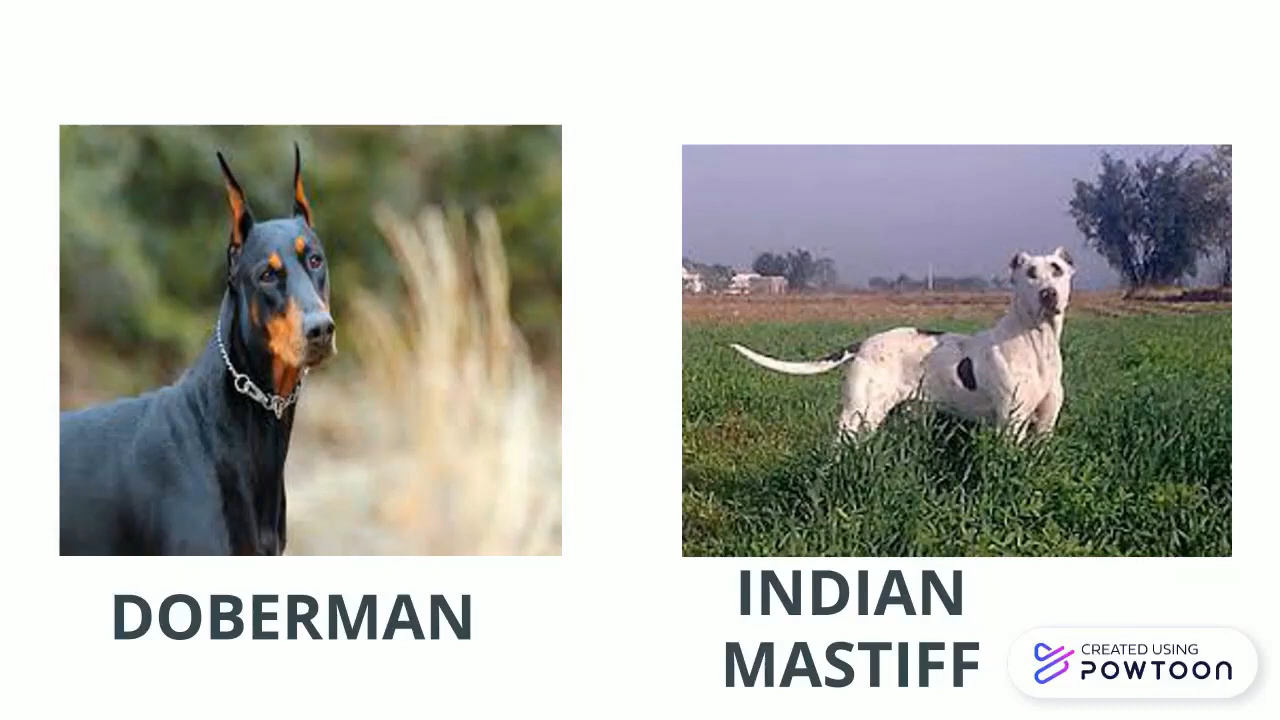 DOBERMAN
INDIAN
MASTIFF
CREATED USING
POWTOON